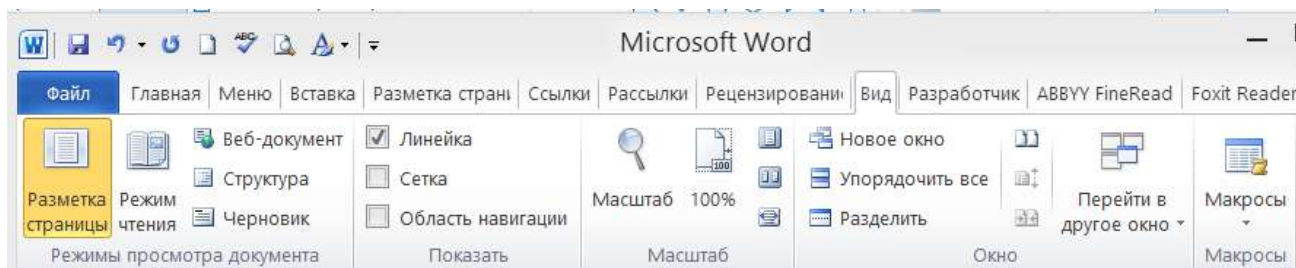 Microsoft Word
Файл Главная Меню Вставка Разметка страни Ссылки Рассылки Рецензировани Вид Разработчик ABBYY FineRead Foxit Reader
Веб-документ Линейка Новое окно
Структура Сетка Упорядочить все
Разметка страницы Режим чтения Черновик Область навигации Масштаб 100% Разделить Перейти в другое окно Макросы
Режимы просмотра документа Показать Масштаб Окно Макросы